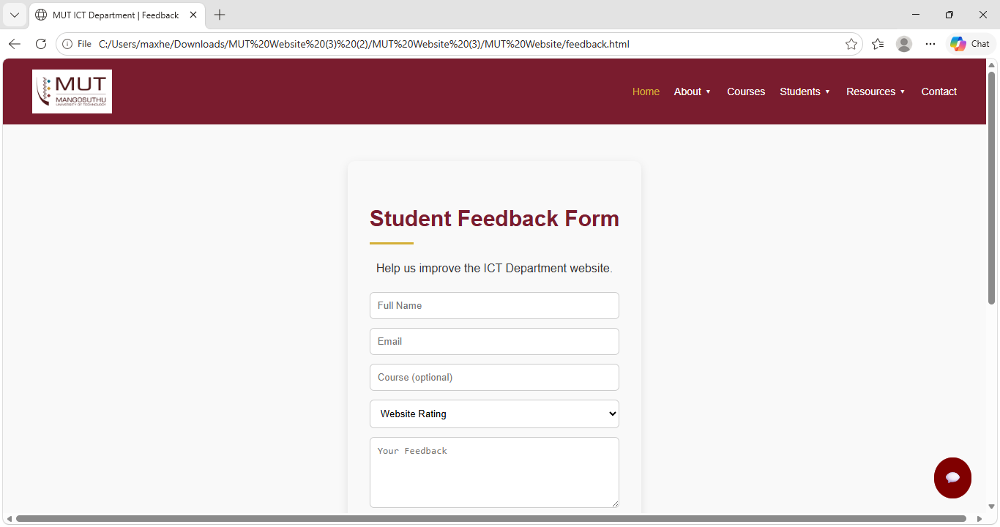 MUT ICT Department | Feedback
File C:/Users/maxhe/Downloads/MUT%20Website%20(3)%20(2)/MUT%20Website%20(3)/MUT%20Website/feedback.html
Chat
MUT
MANGOSUTHU
UNIVERSITY OF TECHNOLOGY
Home About Courses Students Resources Contact
Student Feedback Form
Help us improve the ICT Department website.
Full Name
Email
Course (optional)
Website Rating
Your Feedback